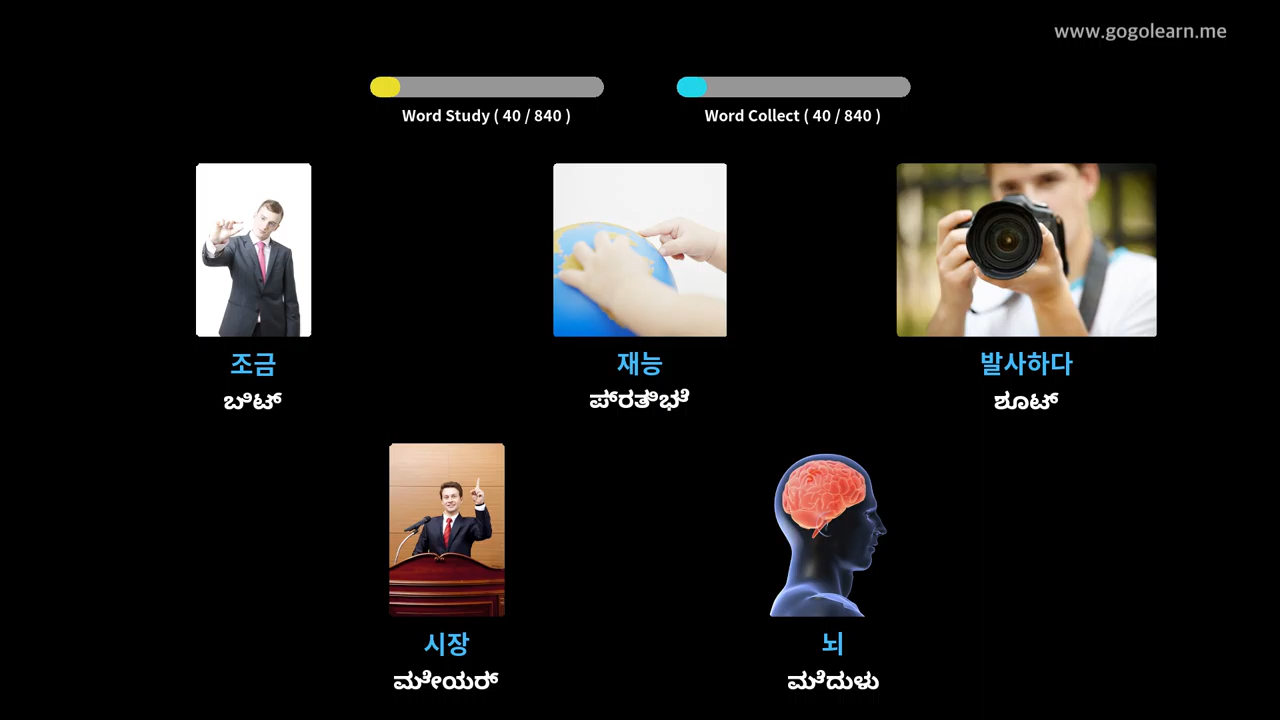 www.gogolearn.me
Word Study ( 40 / 840 )
Word Collect ( 40 / 840 )
조금
ಬಿಟ್
재능
ಪ್ರತಿಭೆ
발사하다
ಶೂಟ್
시장
ಮೇಯರ್
뇌
ಮೆದುಳು